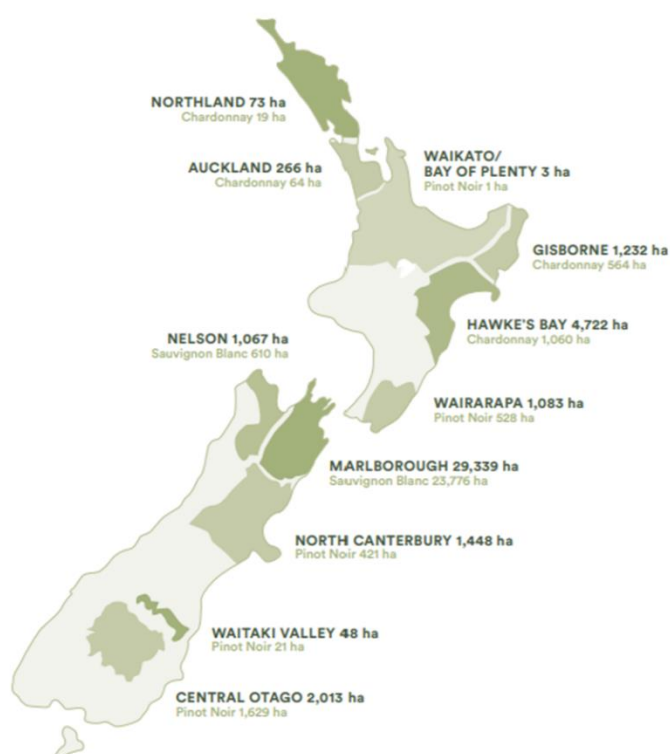 NORTHLAND 73 ha
Chardonnay 19 ha
AUCKLAND 266 ha
Chardonnay 64 ha
WAIKATO/
BAY OF PLENTY 3 ha
Pinot Noir 1 ha
GISBORNE 1,232 ha
Chardonnay 564 ha
HAWKE'S BAY 4,722 ha
Chardonnay 1,060 ha
NELSON 1,067 ha
Sauvignon Blanc 610 ha
WAIRARAPA 1,083 ha
Pinot Noir 528 ha
MARLBOROUGH 29,339 ha
Sauvignon Blanc 23,776 ha
NORTH CANTERBURY 1,448 ha
Pinot Noir 421 ha
WAITAKI VALLEY 48 ha
Pinot Noir 21 ha
CENTRAL OTAGO 2,013 ha
Pinot Noir 1,629 ha